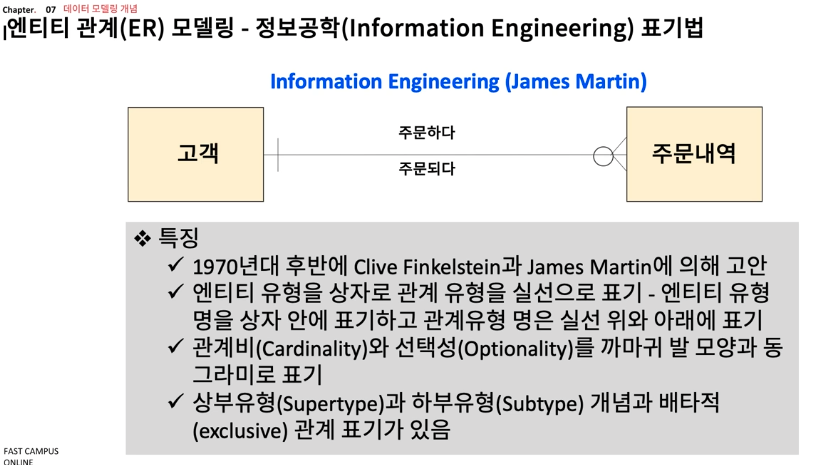 Chapter. 07 데이터 모델링 개념
엔티티 관계(ER) 모델링 - 정보공학(Information Engineering) 표기법
Information Engineering (James Martin)
고객
주문하다
주문되다
주문내역
❖ 특징
✓ 1970년대 후반에 Clive Finkelstein과 James Martin에 의해 고안
✓ 엔티티 유형을 상자로 관계 유형을 실선으로 표기 - 엔티티 유형
명을 상자 안에 표기하고 관계유형 명은 실선 위와 아래에 표기
✓ 관계비(Cardinality)와 선택성(Optionality)를 까마귀 발 모양과 동
그라미로 표기
✓ 상부유형(Supertype)과 하부유형(Subtype) 개념과 배타적
(exclusive) 관계 표기가 있음
FAST CAMPUS
ONLINE